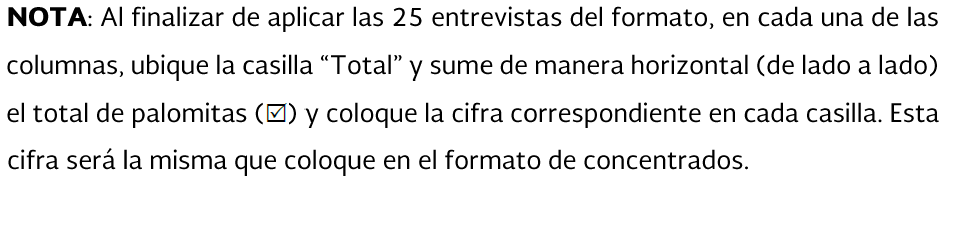 NOTA: Al finalizar de aplicar las 25 entrevistas del formato, en cada una de las
columnas, ubique la casilla “Total” y sume de manera horizontal (de lado a lado)
el total de palomitas (☑) y coloque la cifra correspondiente en cada casilla. Esta
cifra será la misma que coloque en el formato de concentrados.